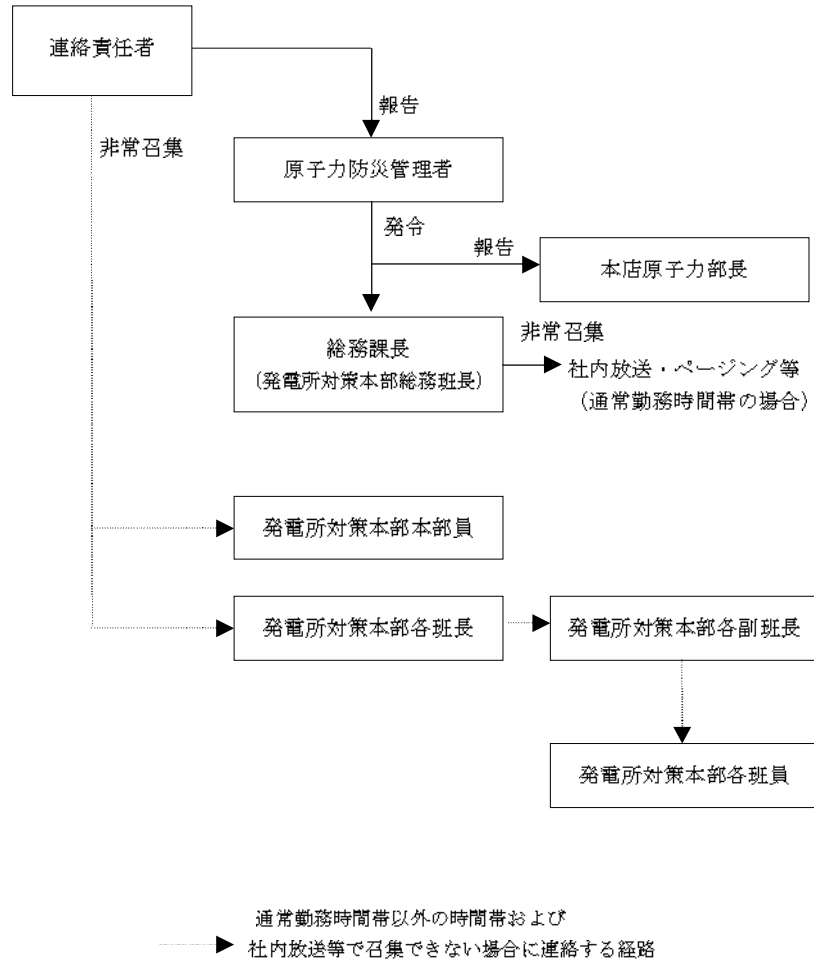 連絡責任者
報告
非常召集
原子力防災管理者
発令
報告
本店原子力部長
総務課長
(発電所対策本部総務班長)
非常召集
社内放送・ページング等
(通常勤務時間帯の場合)
発電所対策本部本部員
発電所対策本部各班長
発電所対策本部各副班長
発電所対策本部各班員
通常勤務時間帯以外の時間帯および
社内放送等で召集できない場合に連絡する経路